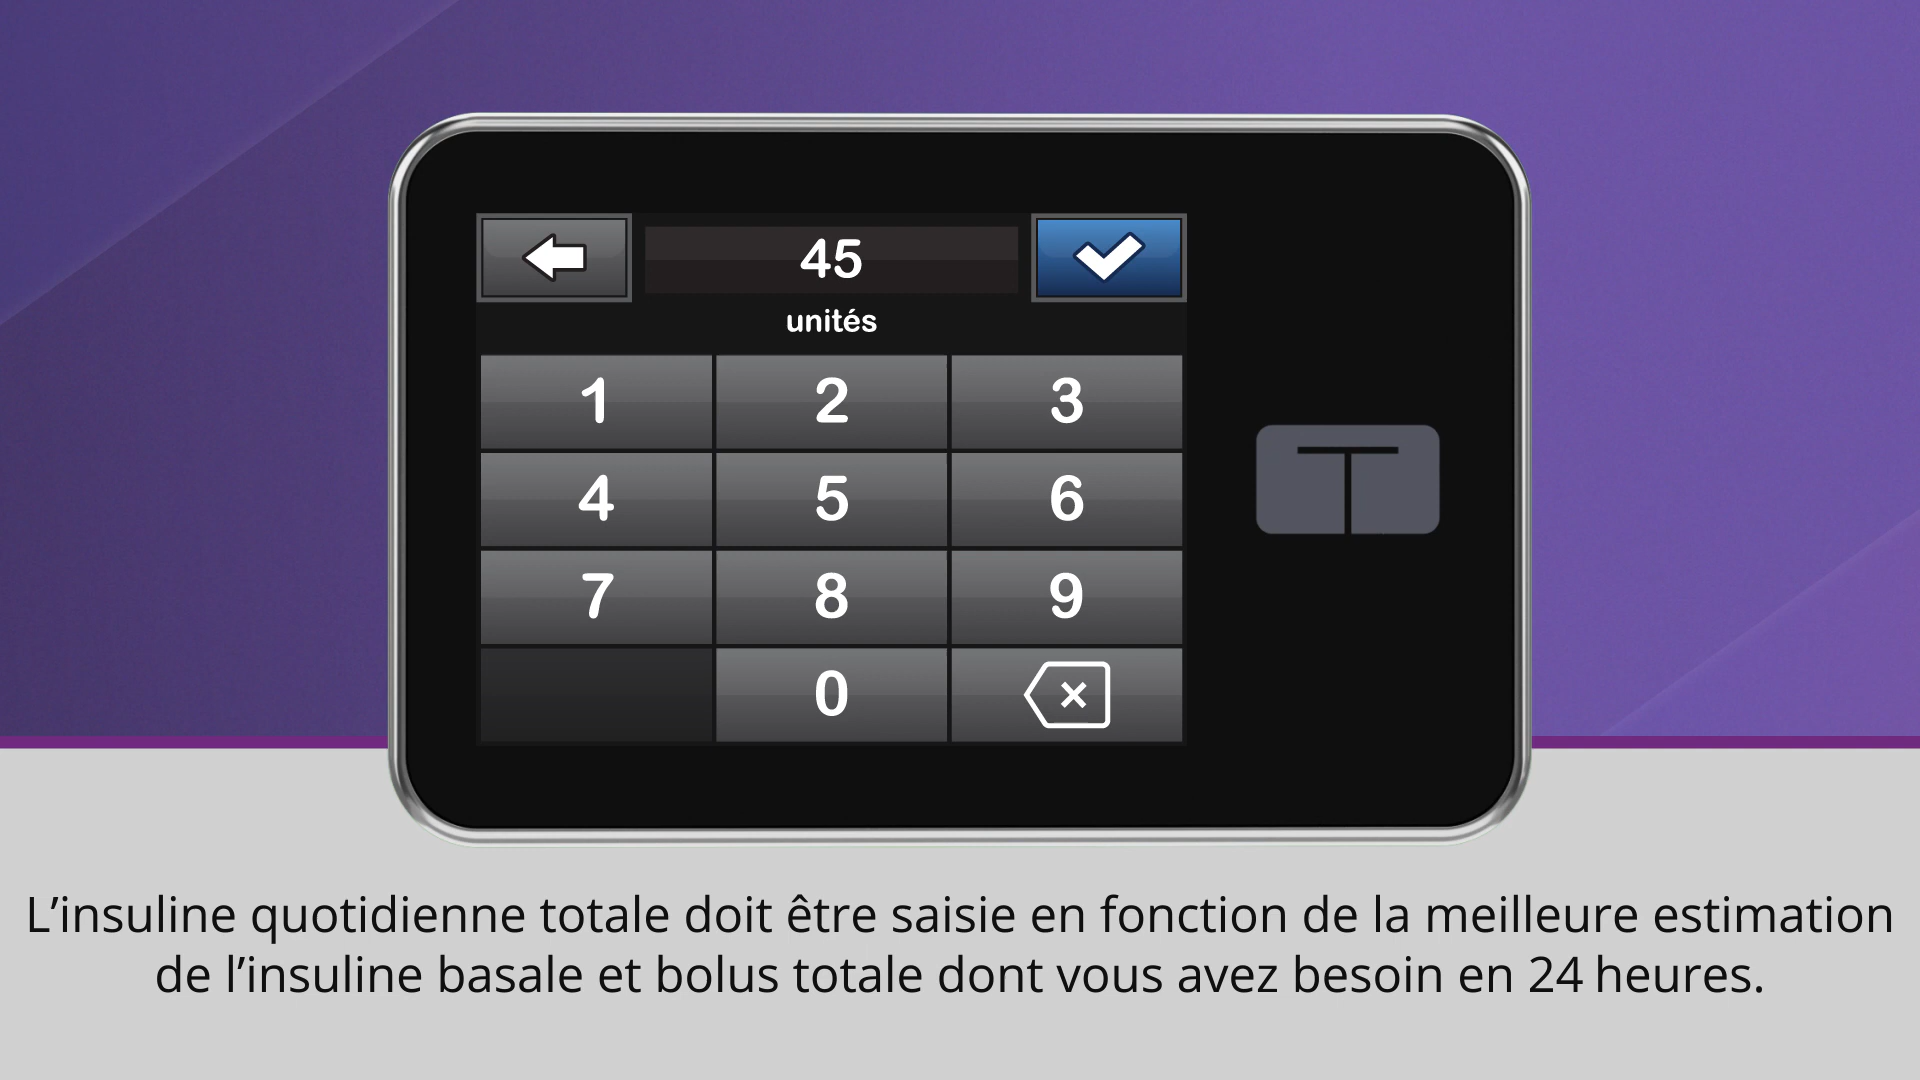 45
unités
1 2 3
4 5 6
7 8 9
0
L’insuline quotidienne totale doit être saisie en fonction de la meilleure estimation
de l’insuline basale et bolus totale dont vous avez besoin en 24 heures.